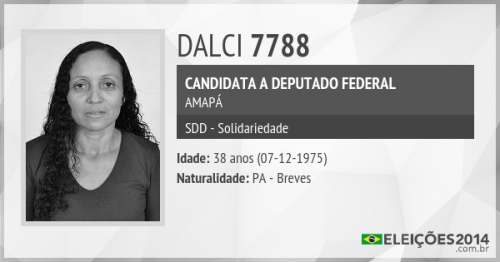 DALCI 7788
CANDIDATA A DEPUTADO FEDERAL
AMAPÁ
SDD - Solidariedade
Idade: 38 anos (07-12-1975)
Naturalidade: PA - Breves
ELEIÇÕES2014
.com.br